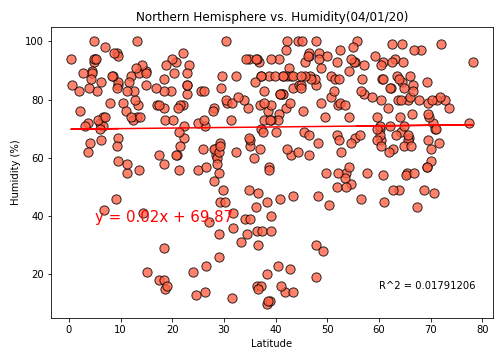 Northern Hemisphere vs. Humidity(04/01/20)
100
80
60
40
20
Humidity (%)
y = 0.02x + 69.87
R^2 = 0.01791206
0 10 20 30 40 50 60 70 80
Latitude